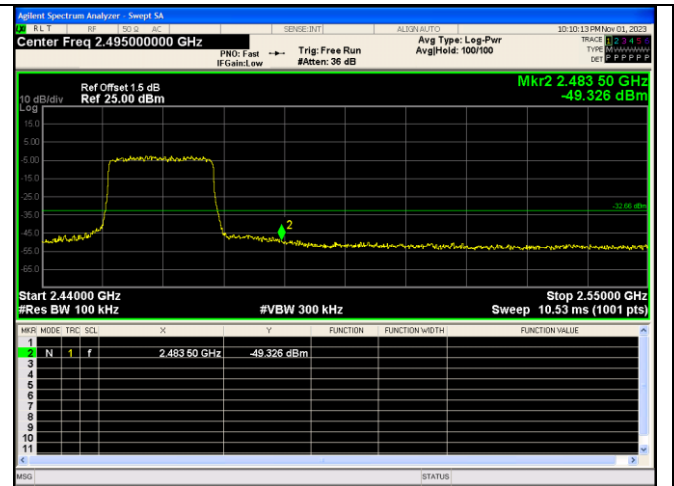 Agilent Spectrum Analyzer - Swept SA
RLT RF 50 Ω AC SENSE:INT ALIGN AUTO 10:10:13 PM Nov 01, 2023
Center Freq 2.495000000 GHz
PNO: Fast Trig: Free Run Avg Type: Log-Pwr TRACE 1 2 3 4 5 6
IFGain:Low #Atten: 36 dB Avg|Hold: 100/100 TYPE M
DET P P P P P P
Mkr2 2.483 50 GHz
-49.326 dBm
Ref Offset 1.5 dB
10 dB/div Ref 25.00 dBm
Log
15.0
5.00
-5.00
-15.0
-25.0
-32.66 dBm
-35.0
-45.0
2
-55.0
-65.0
Start 2.44000 GHz Stop 2.55000 GHz
#Res BW 100 kHz #VBW 300 kHz Sweep 10.53 ms (1001 pts)
MKR MODE TRC SCL X Y FUNCTION FUNCTION WIDTH FUNCTION VALUE
1
2 N 1 f 2.483 50 GHz -49.326 dBm
3
4
5
6
7
8
9
10
11
MSG STATUS